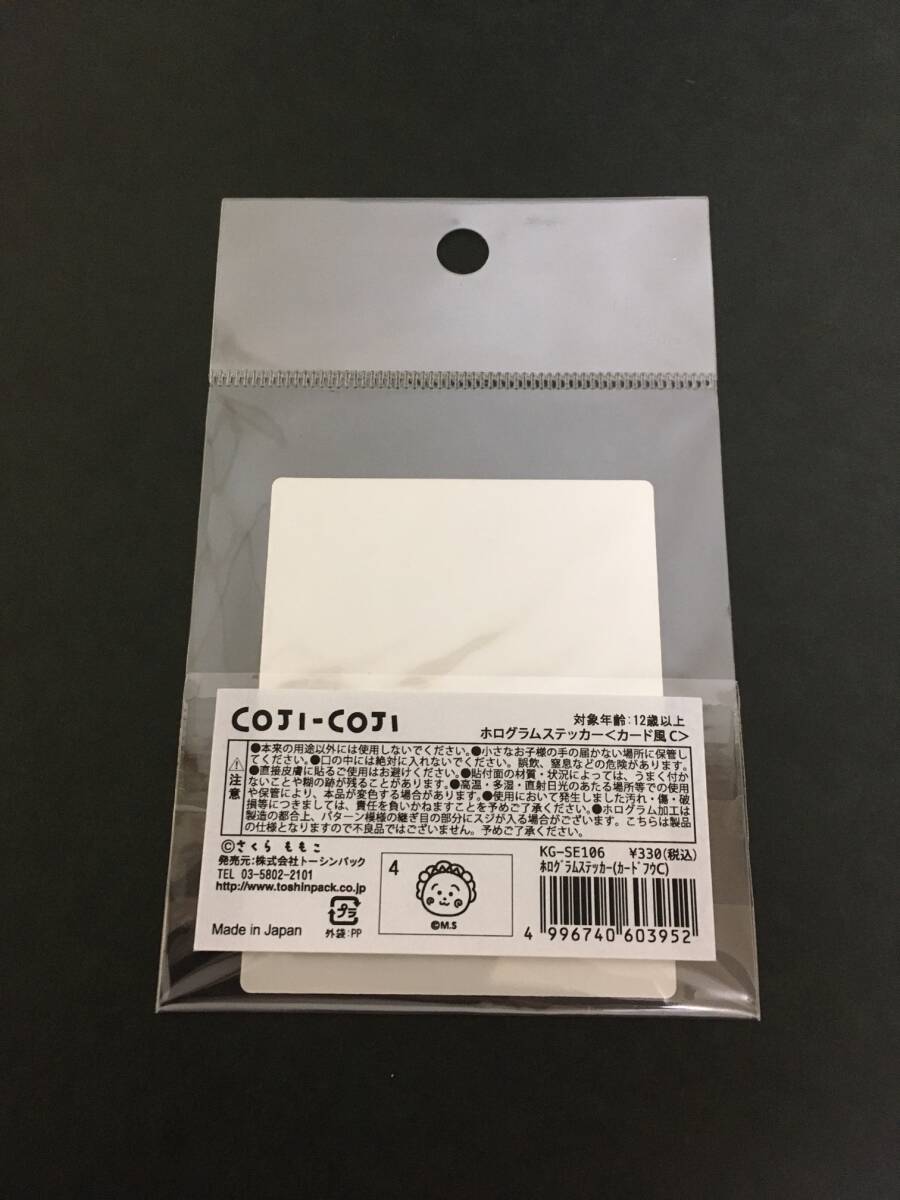 COJI-COJI
対象年齢:12歳以上
ホログラムステッカー<カード風C>
⚠注意
●本来の用途以外には使用しないでください。●小さなお子様の手の届かない場所に保管し
てください。●口の中には絶対に入れないでください。誤飲、窒息などの危険があります。
●直接皮膚に貼るご使用はお避けください。●貼付面の材質・状況によっては、うまく付か
ないことや糊の跡が残ることがあります。●高温・多湿・直射日光のあたる場所等での使用
や保管により、本品が変色する場合があります。●使用において発生しました汚れ・傷・破
損等につきましては、責任を負いかねますことを予めご了承ください。●ホログラム加工は
製造の都合上、パターン模様の継ぎ目の部分にスジが入る場合がございます。こちらは製品
の仕様となりますので不良品ではございません。予めご了承ください。
©さくらももこ
発売元:株式会社トーシンパック
TEL 03-5802-2101
http://www.toshinpack.co.jp
Made in Japan
プラ
外袋:PP
4
©M.S
KG-SE106 ¥330(税込)
ﾎﾛｸﾞﾗﾑｽﾃｯｶｰ(ｶｰﾄﾞﾌｳC)
4 996740 603952